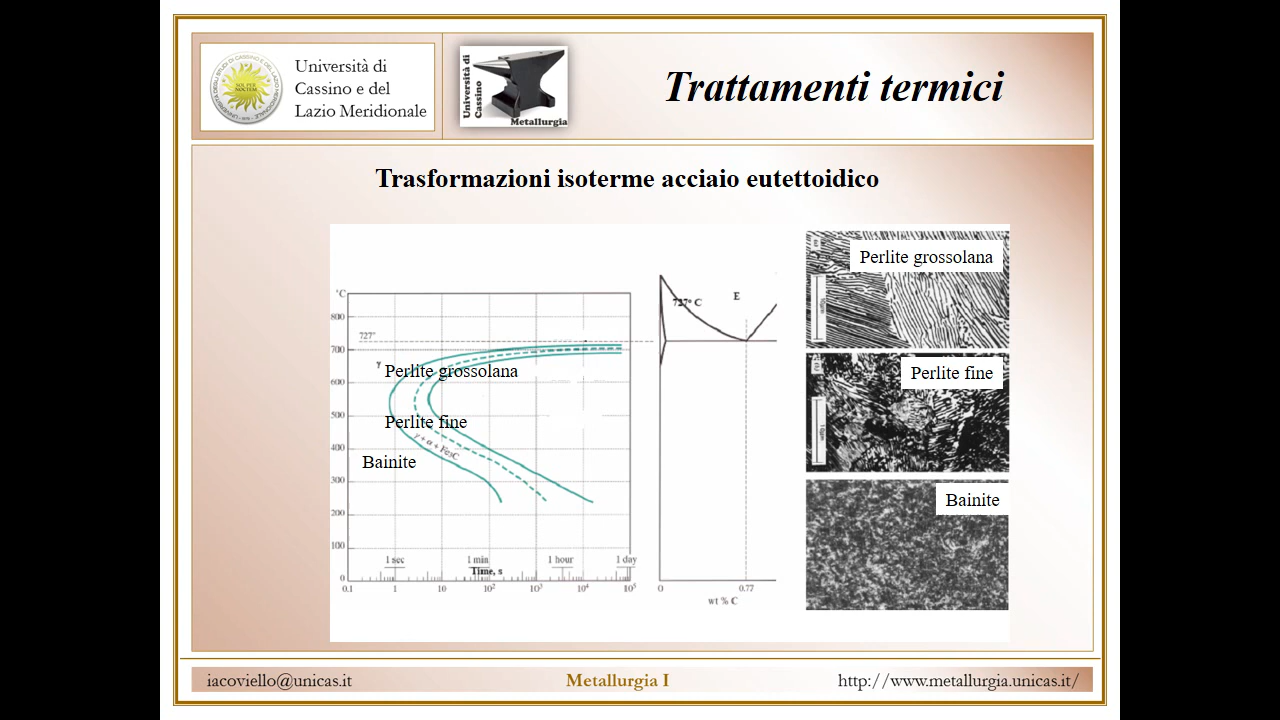 Università di
Cassino e del
Lazio Meridionale
Università di
Cassino
Metallurgia
Trattamenti termici
Trasformazioni isoterme acciaio eutettoidico
°C
800
727°
700
γ Perlite grossolana
600
500
Perlite fine
γ + α + Fe3C
400
Bainite
300
200
100
1 sec
1 min
1 hour
1 day
Time, s
0
0.1
1
10
10²
10³
10⁴
10⁵
727° C
E
0
0.77
wt % C
Perlite grossolana
10μm
Perlite fine
10μm
Bainite
iacoviello@unicas.it
Metallurgia I
http://www.metallurgia.unicas.it/